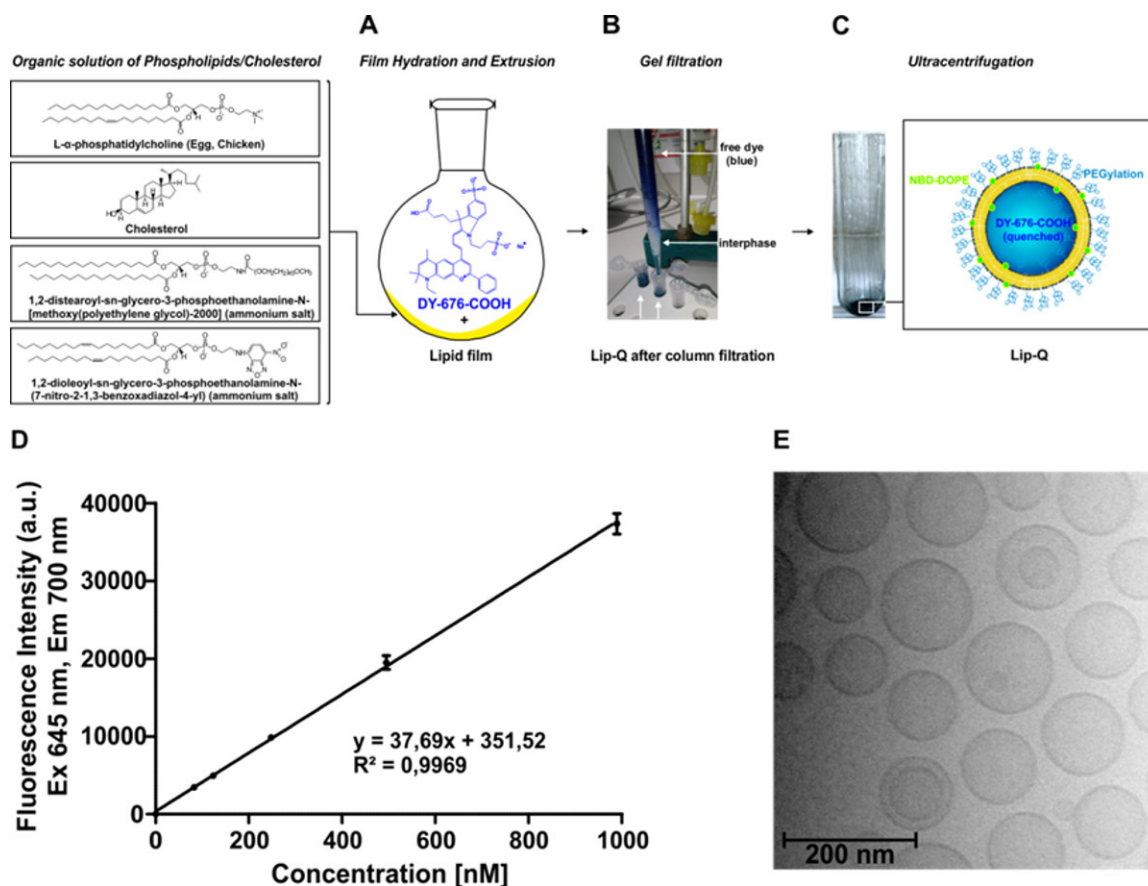 A
B
C
Organic solution of Phospholipids/Cholesterol
Film Hydration and Extrusion
Gel filtration
Ultracentrifugation
L-α-phosphatidylcholine (Egg, Chicken)
Cholesterol
1,2-distearoyl-sn-glycero-3-phosphoethanolamine-N-
[methoxy(polyethylene glycol)-2000] (ammonium salt)
1,2-dioleoyl-sn-glycero-3-phosphoethanolamine-N-
(7-nitro-2-1,3-benzoxadiazol-4-yl) (ammonium salt)
DY-676-COOH
+
Lipid film
free dye
(blue)
interphase
Lip-Q after column filtration
NBD-DOPE
PEGylation
DY-676-COOH
(quenched)
Lip-Q
D
Fluorescence Intensity (a.u.)
Ex 645 nm, Em 700 nm
40000
30000
20000
10000
0
y = 37,69x + 351,52
R² = 0,9969
0 200 400 600 800 1000
Concentration [nM]
E
200 nm